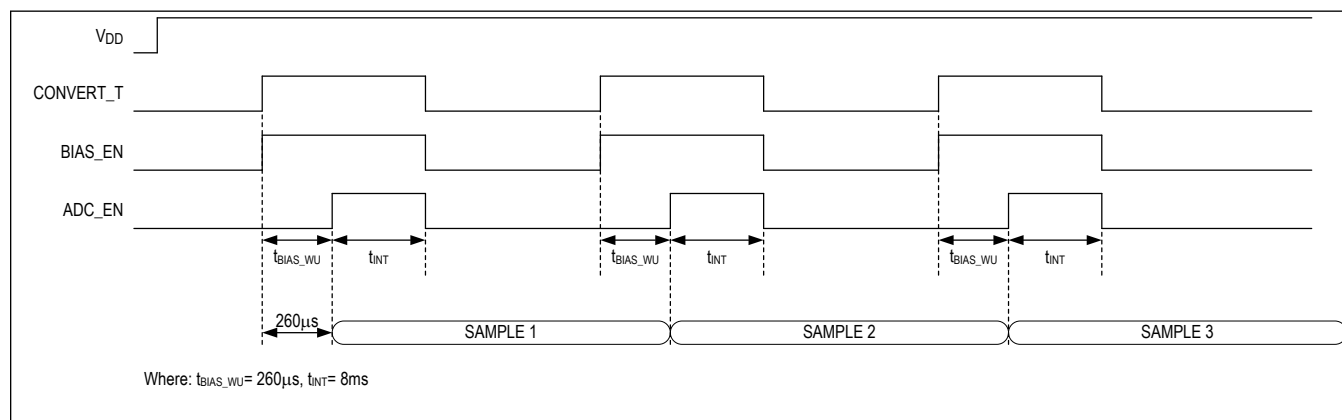 VDD
CONVERT_T
BIAS_EN
ADC_EN
tBIAS_WU tINT tBIAS_WU tINT tBIAS_WU tINT
260μs SAMPLE 1 SAMPLE 2 SAMPLE 3
Where: tBIAS_WU= 260μs, tINT= 8ms